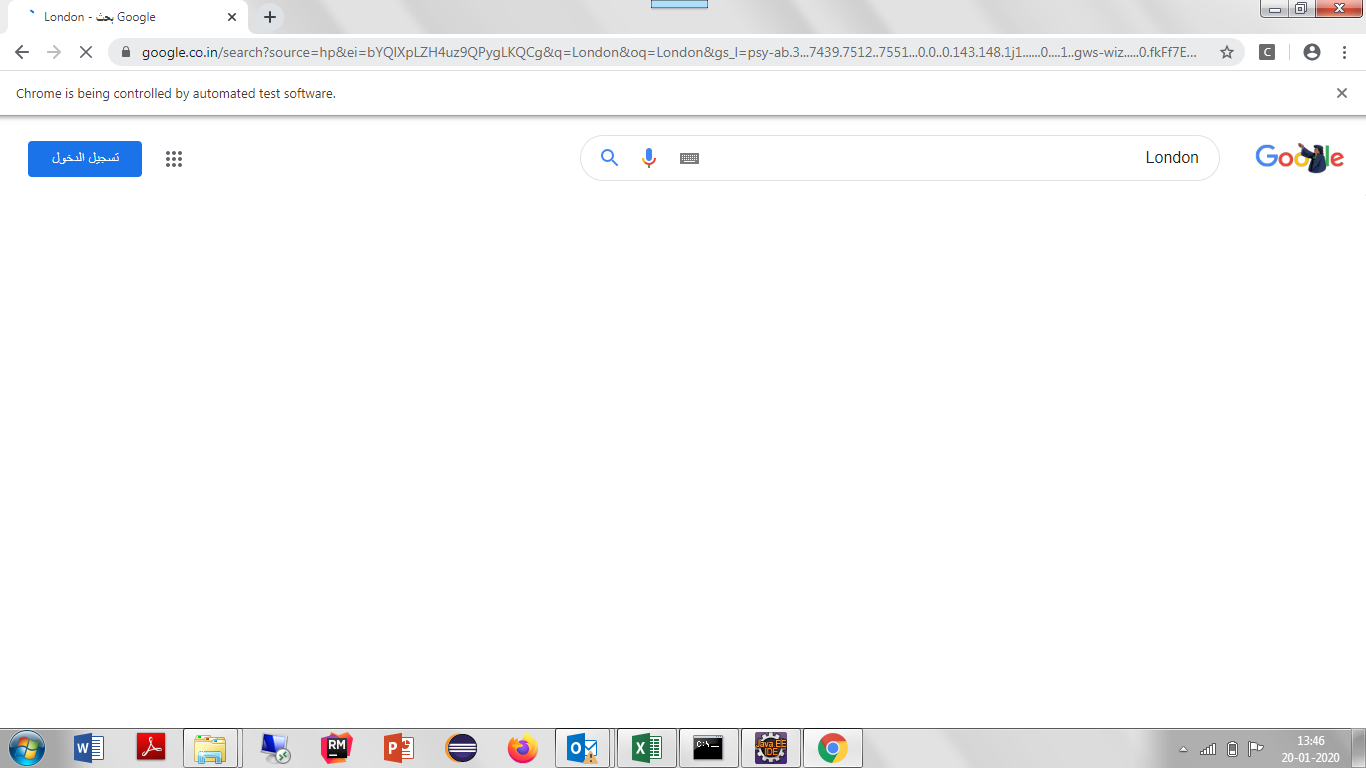 London - بحث Google
google.co.in/search?source=hp&ei=bYQIXpLZH4uz9QPygLKQCg&q=London&oq=London&gs_l=psy-ab.3...7439.7512..7551...0.0..0.143.148.1j1......0....1..gws-wiz.....0.fkFf7E...
C
Chrome is being controlled by automated test software.
تسجيل الدخول
London
Google
W
RM
P
O
X
C:\
Java EE
IDE
13:46
20-01-2020